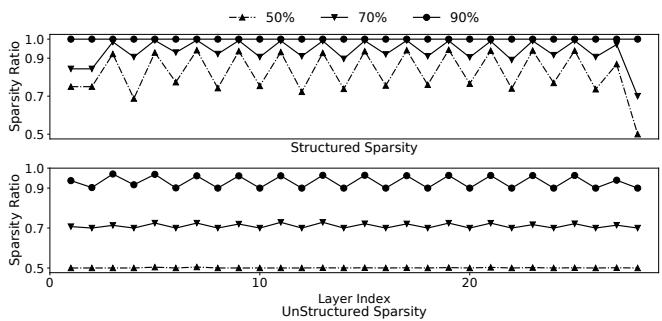 50% 70% 90%
1.0
0.9
0.7
0.5
Sparsity Ratio
Structured Sparsity
1.0
0.9
0.7
0.5
Sparsity Ratio
0 10 20
Layer Index
UnStructured Sparsity